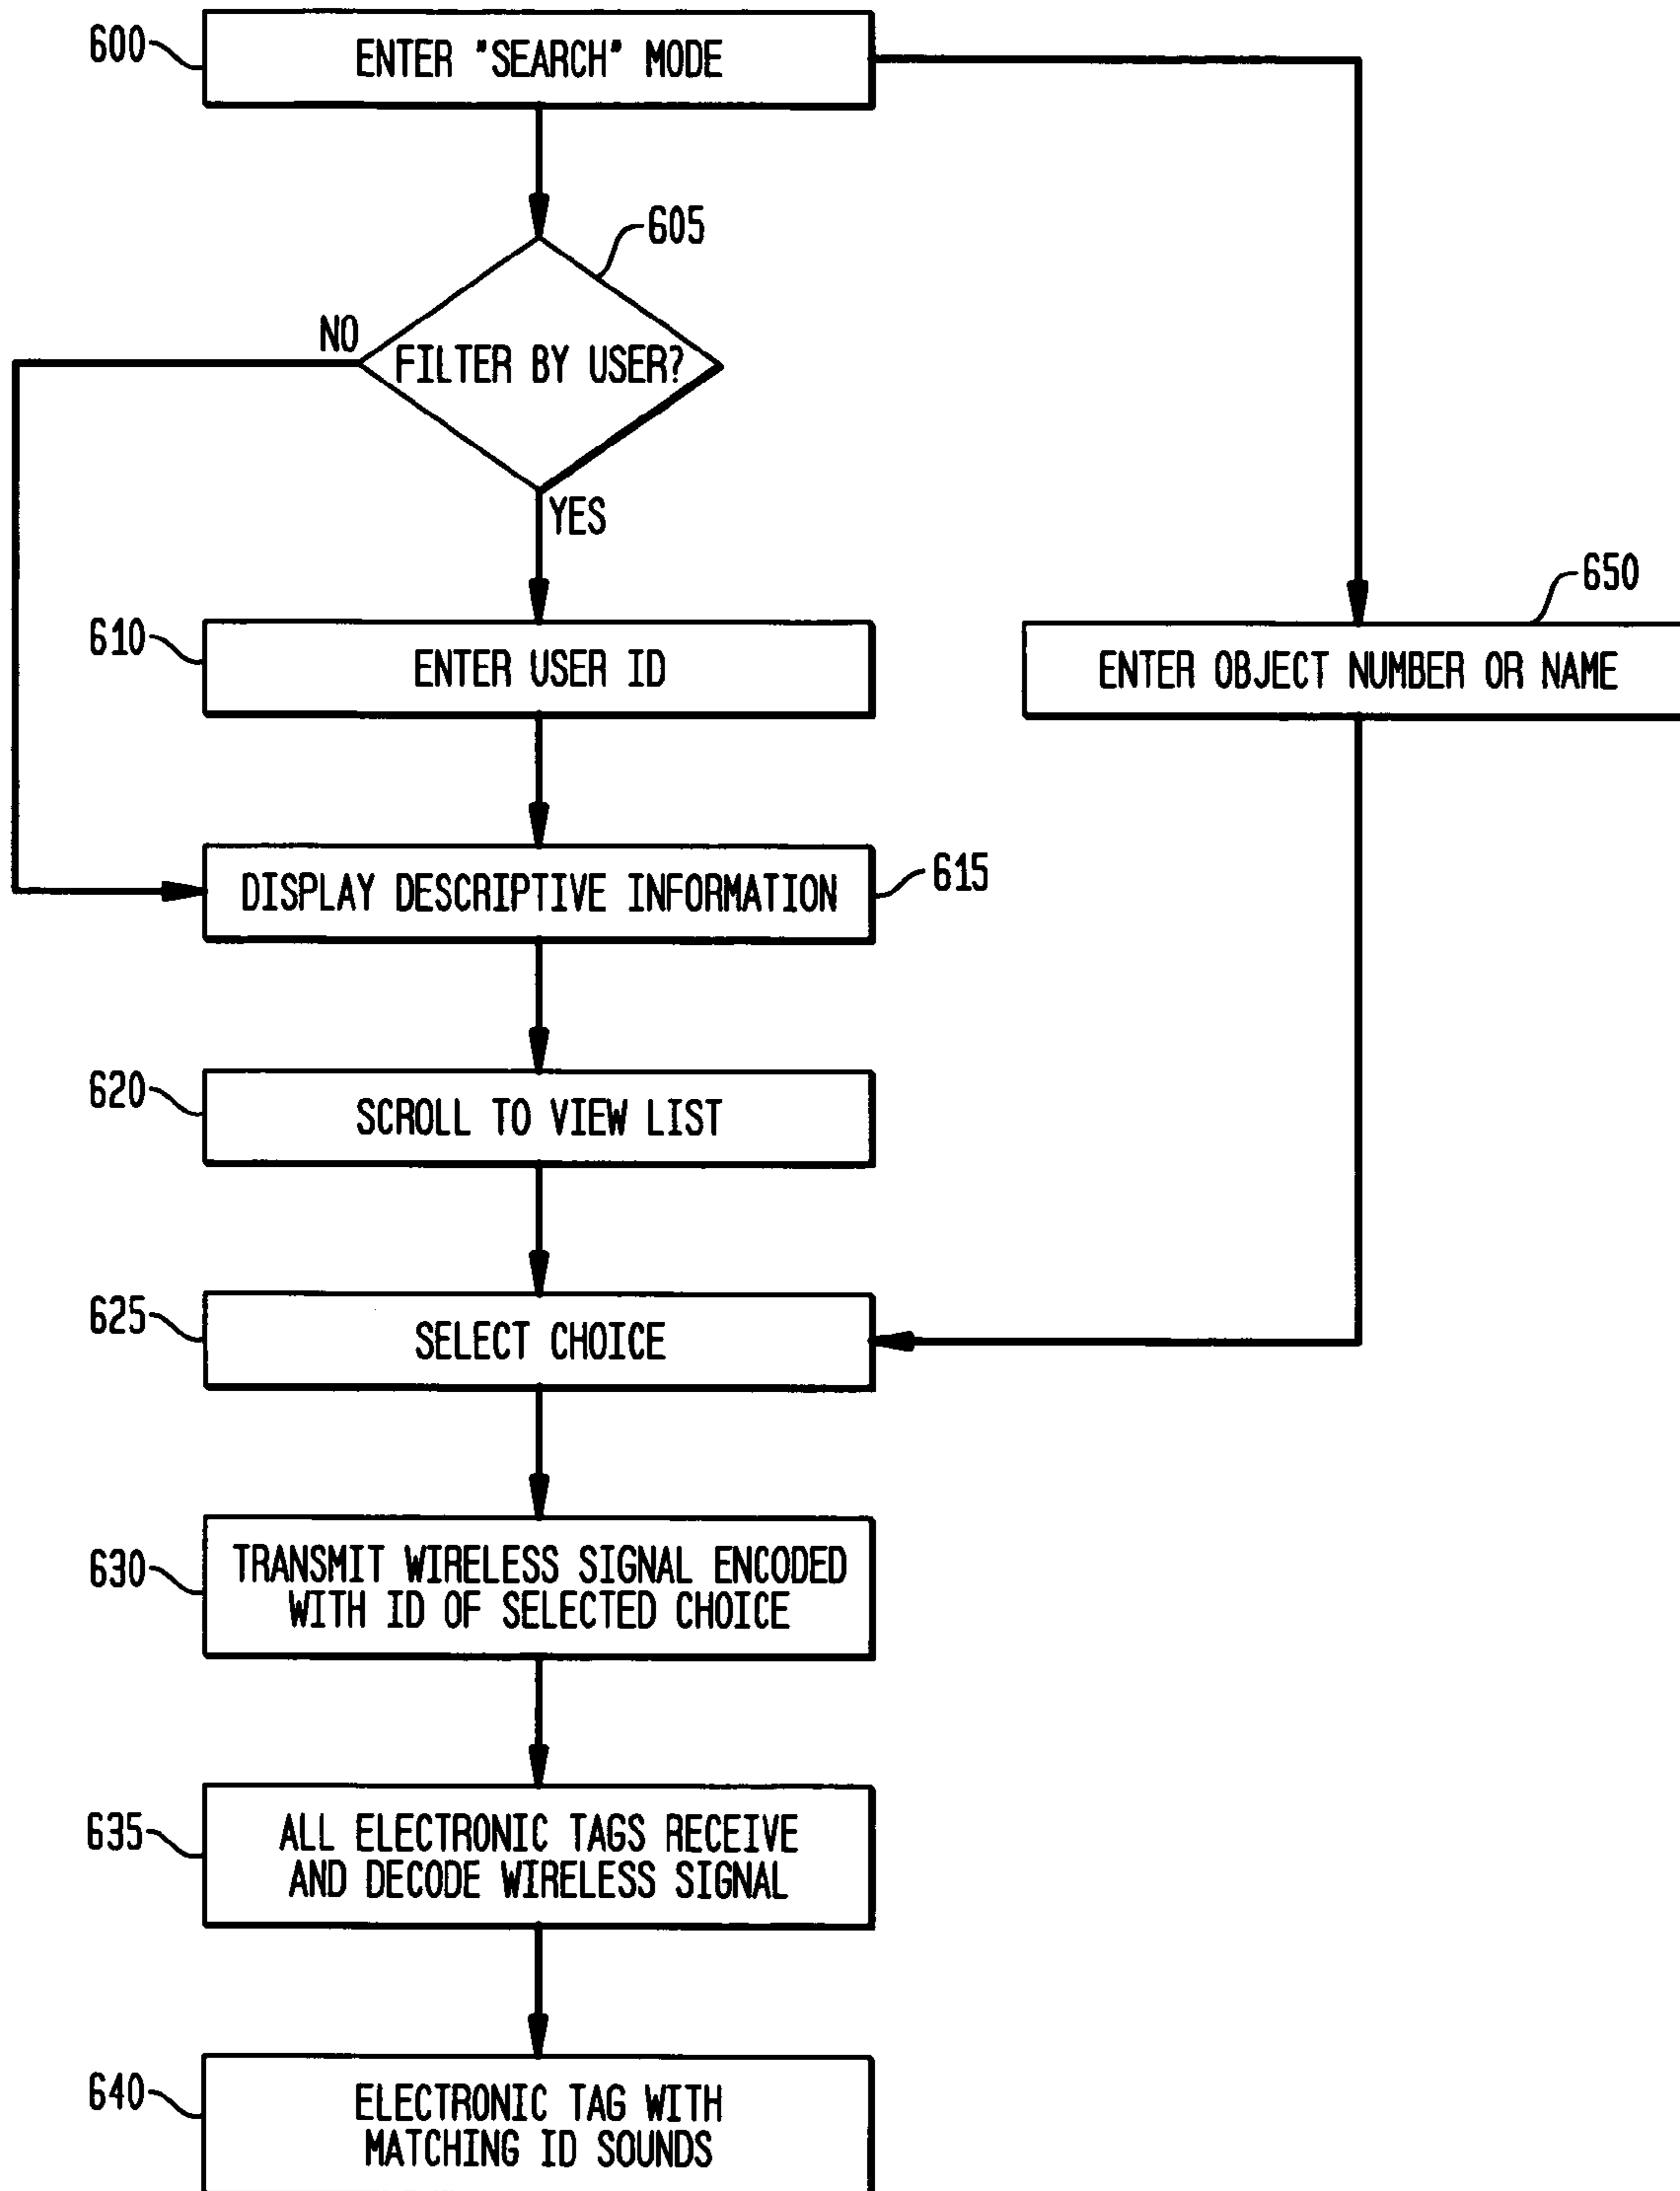 600
ENTER "SEARCH" MODE
605
NO
FILTER BY USER?
YES
650
610
ENTER USER ID
ENTER OBJECT NUMBER OR NAME
DISPLAY DESCRIPTIVE INFORMATION
615
620
SCROLL TO VIEW LIST
625
SELECT CHOICE
630
TRANSMIT WIRELESS SIGNAL ENCODED
WITH ID OF SELECTED CHOICE
635
ALL ELECTRONIC TAGS RECEIVE
AND DECODE WIRELESS SIGNAL
640
ELECTRONIC TAG WITH
MATCHING ID SOUNDS